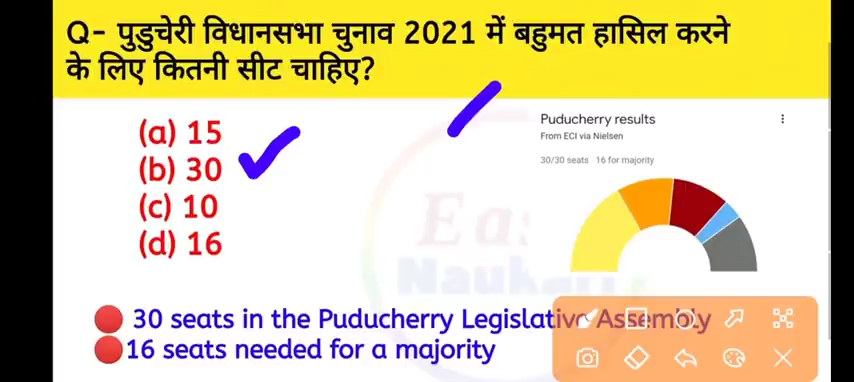 Q- पुडुचेरी विधानसभा चुनाव 2021 में बहुमत हासिल करने
के लिए कितनी सीट चाहिए?
(a) 15
(b) 30
(c) 10
(d) 16
Puducherry results
From ECI via Nielsen
30/30 seats · 16 for majority
30 seats in the Puducherry Legislative Assembly
16 seats needed for a majority